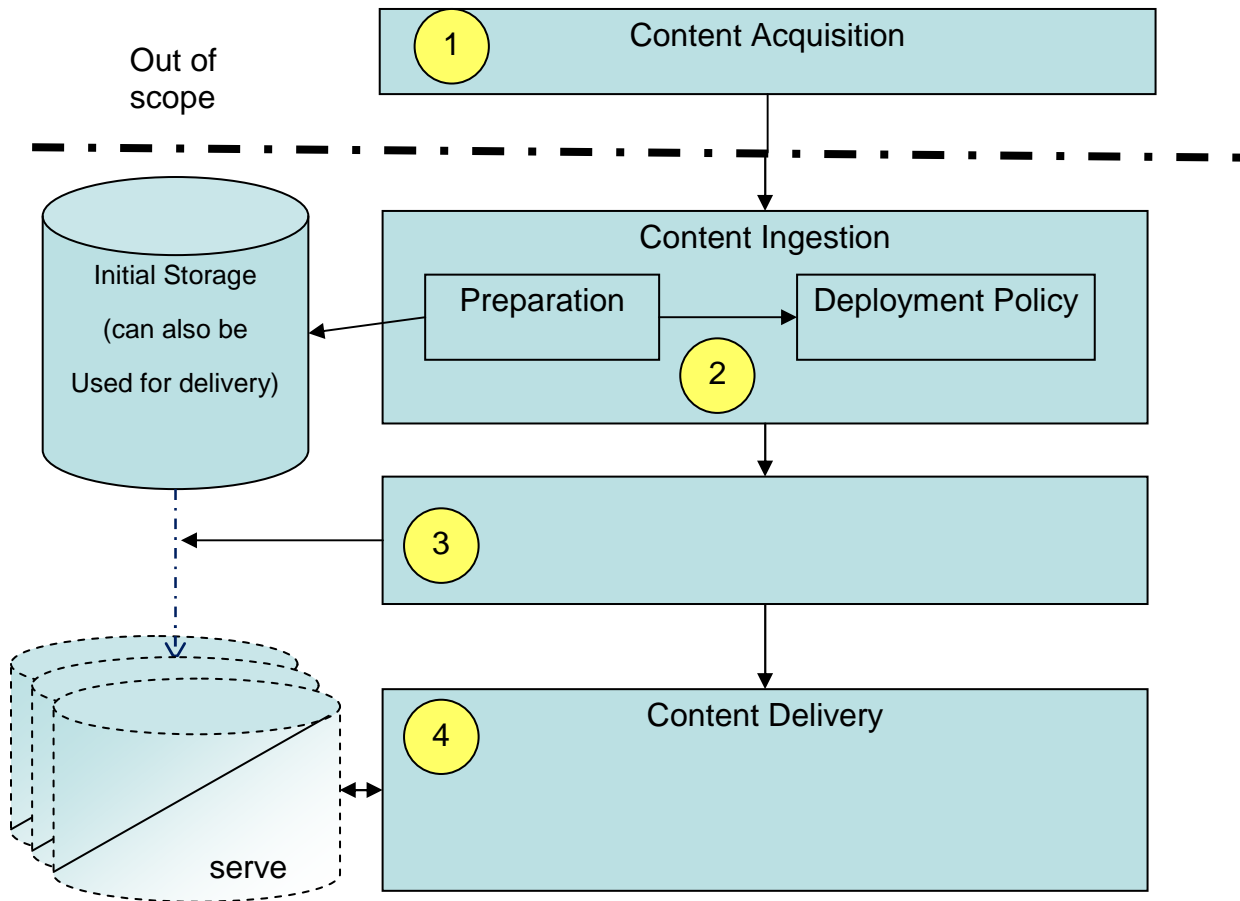 1
Content Acquisition
Out of
scope
Content Ingestion
Initial Storage
(can also be
Used for delivery)
Preparation
Deployment Policy
2
3
Content Delivery
4
serve